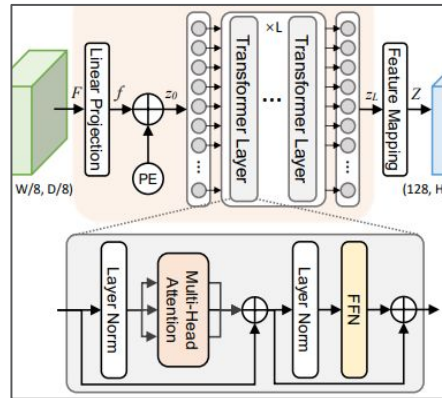 F
Linear Projection
f
PE
z₀
Transformer Layer
×L
...
Transformer Layer
z_L
Feature Mapping
Z
W/8, D/8)
(128, H
Layer Norm
Multi-Head
Attention
Layer Norm
FFN